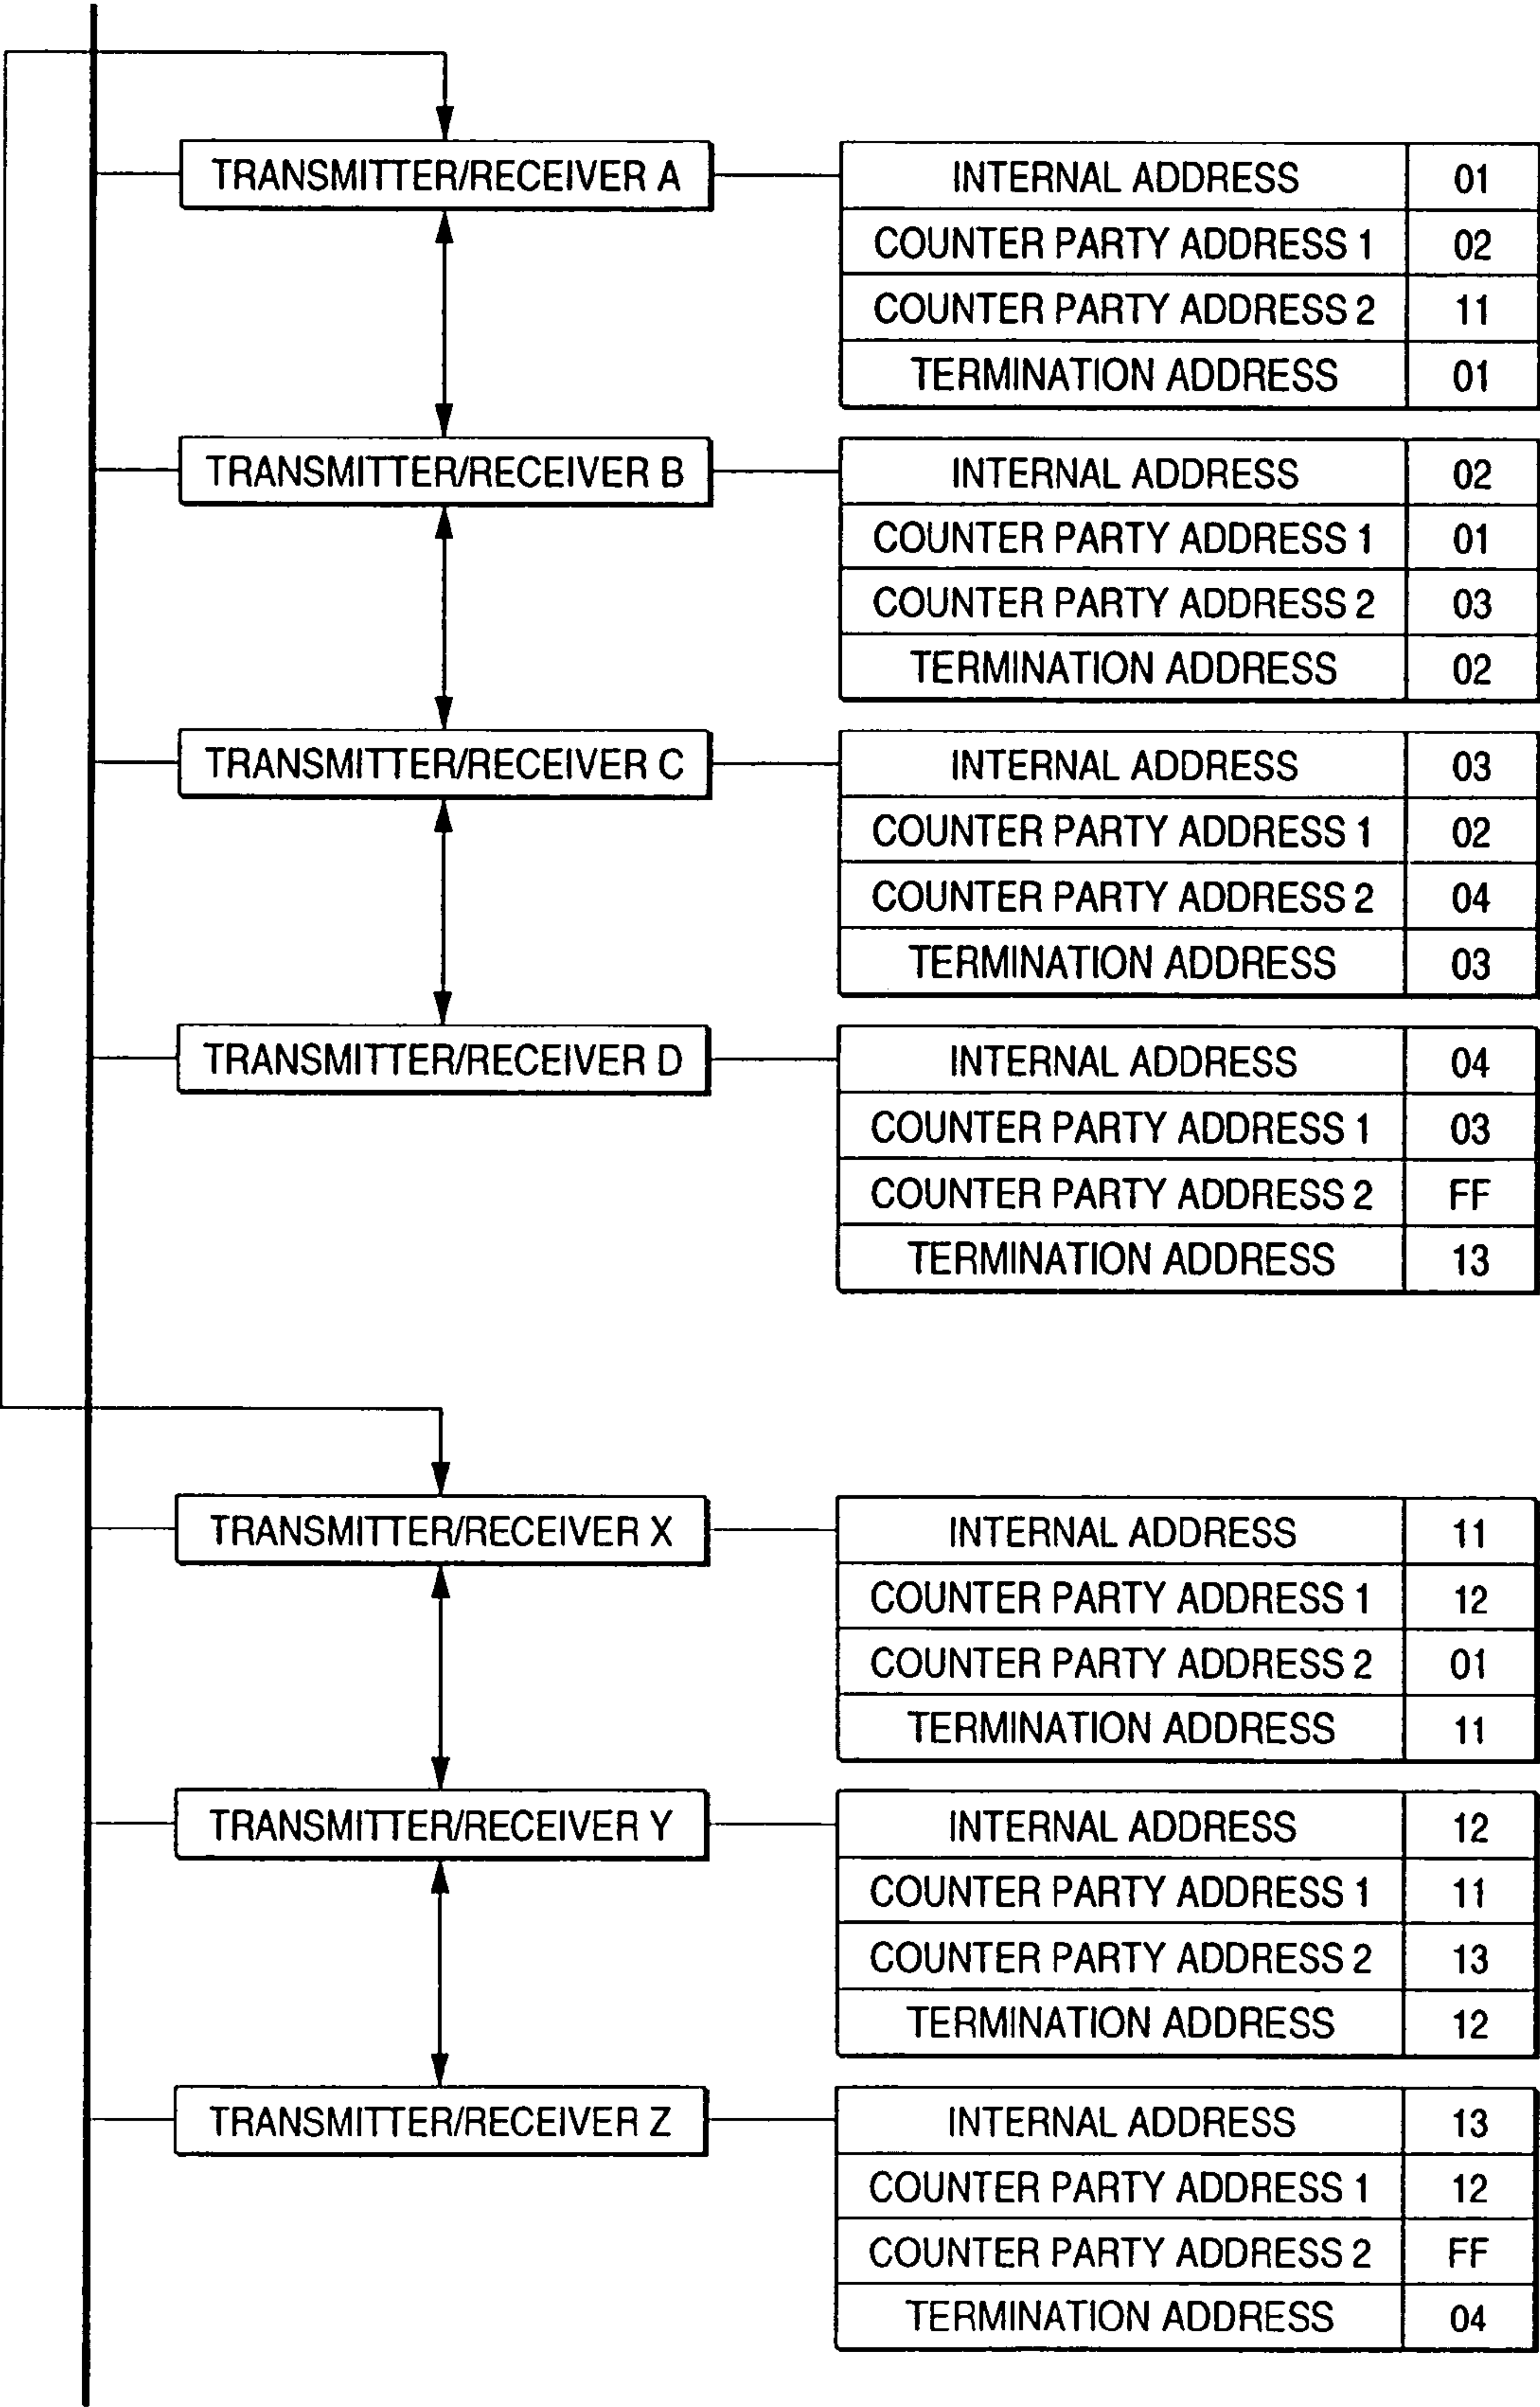 TRANSMITTER/RECEIVER A
INTERNAL ADDRESS 01
COUNTER PARTY ADDRESS 1 02
COUNTER PARTY ADDRESS 2 11
TERMINATION ADDRESS 01
TRANSMITTER/RECEIVER B
INTERNAL ADDRESS 02
COUNTER PARTY ADDRESS 1 01
COUNTER PARTY ADDRESS 2 03
TERMINATION ADDRESS 02
TRANSMITTER/RECEIVER C
INTERNAL ADDRESS 03
COUNTER PARTY ADDRESS 1 02
COUNTER PARTY ADDRESS 2 04
TERMINATION ADDRESS 03
TRANSMITTER/RECEIVER D
INTERNAL ADDRESS 04
COUNTER PARTY ADDRESS 1 03
COUNTER PARTY ADDRESS 2 FF
TERMINATION ADDRESS 13
TRANSMITTER/RECEIVER X
INTERNAL ADDRESS 11
COUNTER PARTY ADDRESS 1 12
COUNTER PARTY ADDRESS 2 01
TERMINATION ADDRESS 11
TRANSMITTER/RECEIVER Y
INTERNAL ADDRESS 12
COUNTER PARTY ADDRESS 1 11
COUNTER PARTY ADDRESS 2 13
TERMINATION ADDRESS 12
TRANSMITTER/RECEIVER Z
INTERNAL ADDRESS 13
COUNTER PARTY ADDRESS 1 12
COUNTER PARTY ADDRESS 2 FF
TERMINATION ADDRESS 04